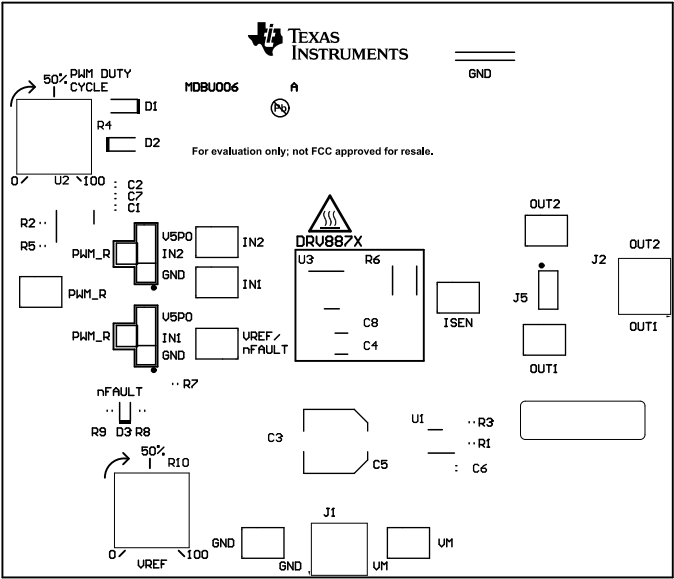 TEXAS
INSTRUMENTS
GND
50% PWM DUTY
CYCLE
MDBU006 A
Pb
D1
R4
D2
For evaluation only; not FCC approved for resale.
0 U2 100
C2
C7
C1
R2
R5
V5P0
PWM_R IN2
GND
IN2
IN1
PWM_R
V5P0
PWM_R IN1
GND
VREF/
nFAULT
DRV887X
U3 R6
C8
C4
ISEN
OUT2
J5
OUT1
J2
OUT2
OUT1
R7
nFAULT
R9 D3 R8
50%
R10
0 100
VREF
C3
C5
U1
R3
R1
C6
J1
GND
GND
VM
VM